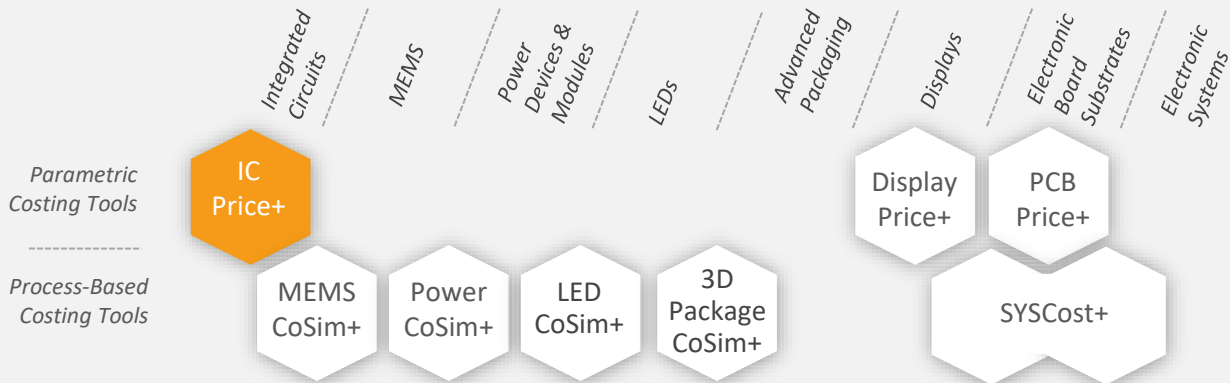 Integrated
Circuits
MEMS
Power
Devices &
Modules
LEDs
Advanced
Packaging
Displays
Electronic
Board
Substrates
Electronic
Systems
Parametric
Costing Tools
IC
Price+
Display
Price+
PCB
Price+
Process-Based
Costing Tools
MEMS
CoSim+
Power
CoSim+
LED
CoSim+
3D
Package
CoSim+
SYSCost+